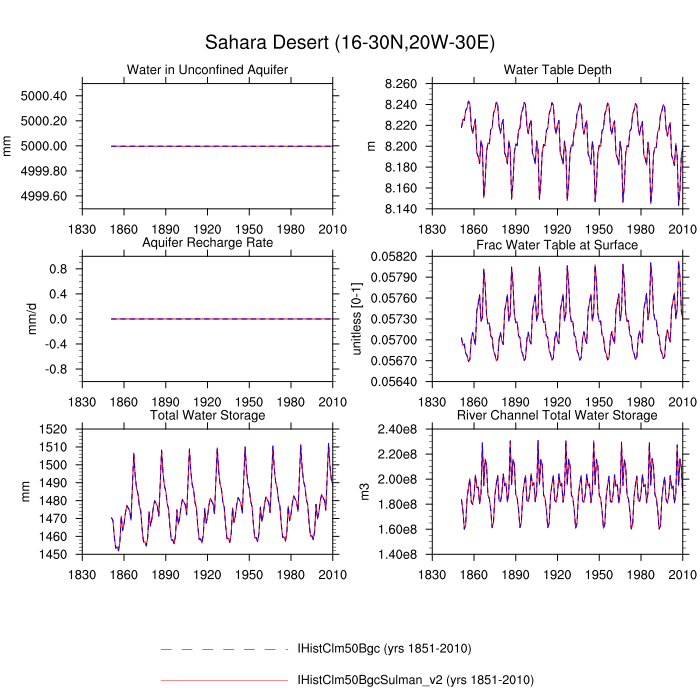 Sahara Desert (16-30N,20W-30E)
Water in Unconfined Aquifer
Water Table Depth
5000.40
5000.20
5000.00
4999.80
4999.60
mm
1830 1860 1890 1920 1950 1980 2010
8.260
8.240
8.220
8.200
8.180
8.160
8.140
m
1830 1860 1890 1920 1950 1980 2010
Aquifer Recharge Rate
Frac Water Table at Surface
0.8
0.4
0.0
-0.4
-0.8
mm/d
1830 1860 1890 1920 1950 1980 2010
0.05820
0.05790
0.05760
0.05730
0.05700
0.05670
0.05640
unitless [0-1]
1830 1860 1890 1920 1950 1980 2010
Total Water Storage
River Channel Total Water Storage
1520
1510
1500
1490
1480
1470
1460
1450
mm
1830 1860 1890 1920 1950 1980 2010
2.40e8
2.20e8
2.00e8
1.80e8
1.60e8
1.40e8
m3
1830 1860 1890 1920 1950 1980 2010
IHistClm50Bgc (yrs 1851-2010)
IHistClm50BgcSulman_v2 (yrs 1851-2010)